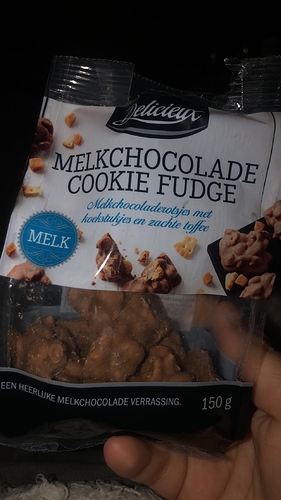 Delicieux
MELKCHOCOLADE
COOKIE FUDGE
Melkchocoladerotsjes met
koekstukjes en zachte toffee
MELK
EEN HEERLIJKE MELKCHOCOLADE VERRASSING.
150 g